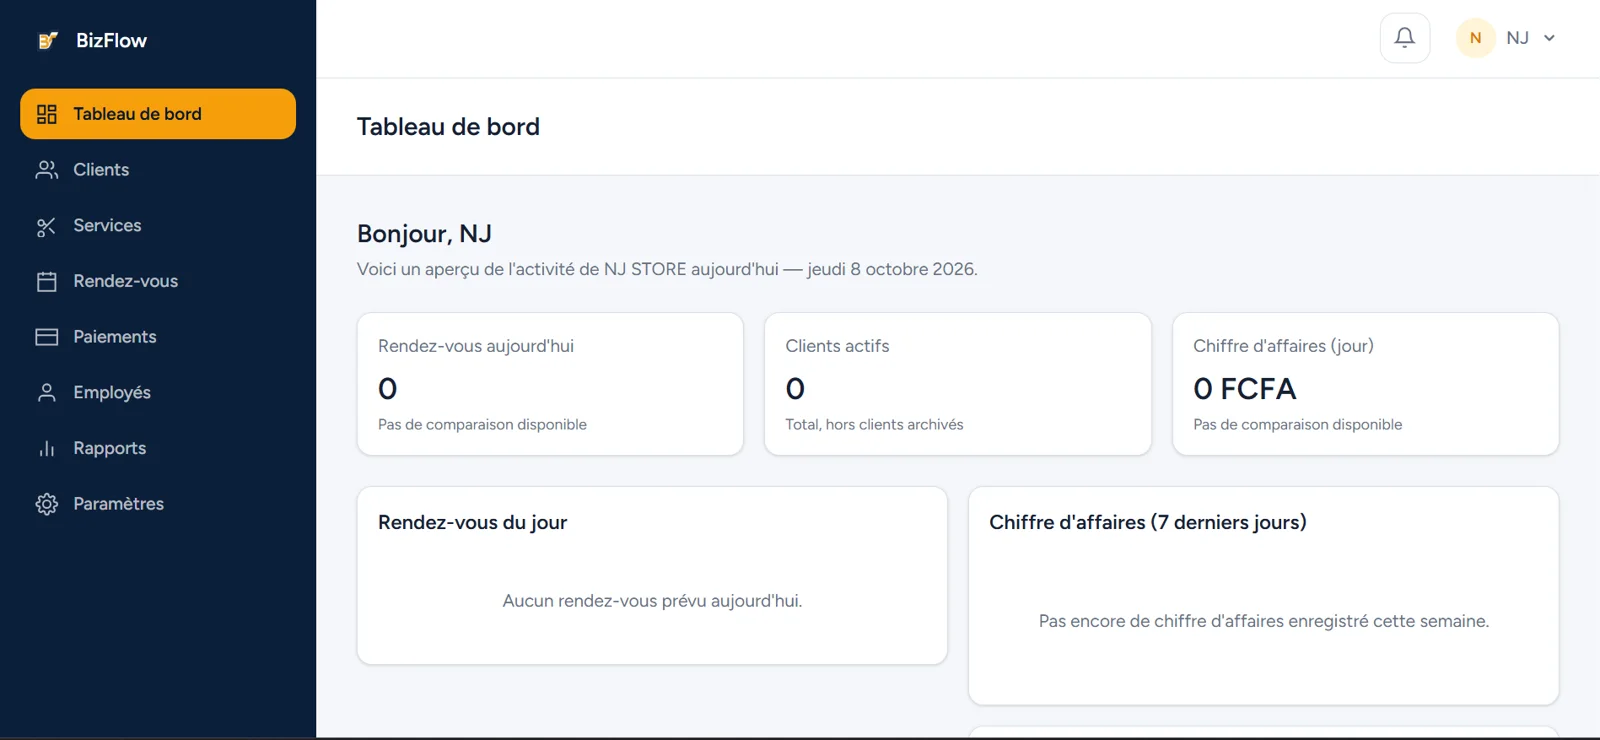 BizFlow
N
NJ
Tableau de bord
Clients
Services
Rendez-vous
Paiements
Employés
Rapports
Paramètres
Tableau de bord
Bonjour, NJ
Voici un aperçu de l'activité de NJ STORE aujourd'hui — jeudi 8 octobre 2026.
Rendez-vous aujourd'hui
0
Pas de comparaison disponible
Clients actifs
0
Total, hors clients archivés
Chiffre d'affaires (jour)
0 FCFA
Pas de comparaison disponible
Rendez-vous du jour
Aucun rendez-vous prévu aujourd'hui.
Chiffre d'affaires (7 derniers jours)
Pas encore de chiffre d'affaires enregistré cette semaine.